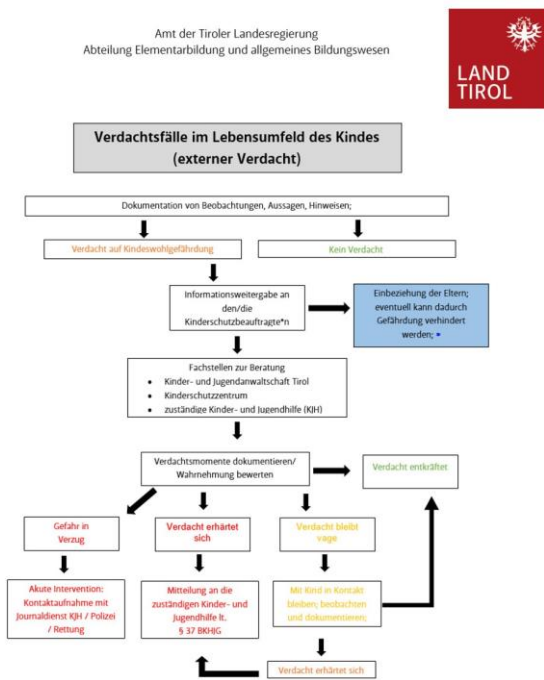 Amt der Tiroler Landesregierung
Abteilung Elementarbildung und allgemeines Bildungswesen
LAND
TIROL
Verdachtsfälle im Lebensumfeld des Kindes
(externer Verdacht)
Dokumentation von Beobachtungen, Aussagen, Hinweisen;
Verdacht auf Kindeswohlgefährdung
Kein Verdacht
Informationsweitergabe an
den/die
Kinderschutzbeauftragte*n
Einbeziehung der Eltern;
eventuell kann dadurch
Gefährdung verhindert
werden; *
Fachstellen zur Beratung
• Kinder- und Jugendanwaltschaft Tirol
• Kinderschutzzentrum
• zuständige Kinder- und Jugendhilfe (KJH)
Verdachtsmomente dokumentieren/
Wahrnehmung bewerten
Verdacht entkräftet
Gefahr in
Verzug
Verdacht erhärtet
sich
Verdacht bleibt
vage
Akute Intervention:
Kontaktaufnahme mit
Journaldienst KJH / Polizei
/ Rettung
Mitteilung an die
zuständigen Kinder- und
Jugendhilfe lt.
§ 37 BKHJG
Mit Kind in Kontakt
bleiben; beobachten
und dokumentieren;
Verdacht erhärtet sich